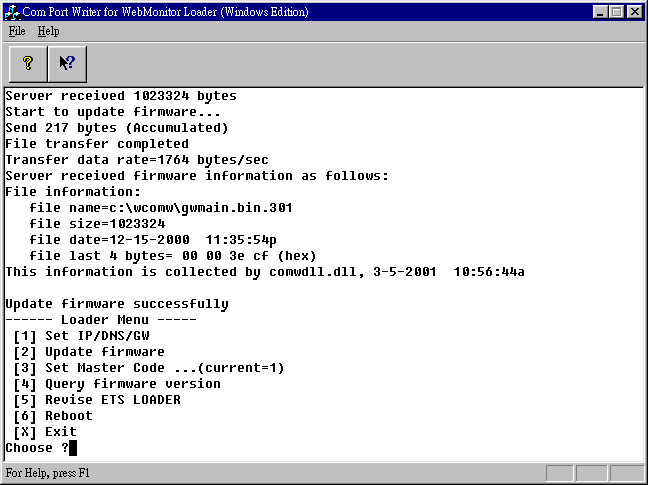 Com Port Writer for WebMonitor Loader (Windows Edition)
File Help
Server received 1023324 bytes
Start to update firmware...
Send 217 bytes (Accumulated)
File transfer completed
Transfer data rate=1764 bytes/sec
Server received firmware information as follows:
File information:
   file name=c:\wcomw\gwmain.bin.301
   file size=1023324
   file date=12-15-2000  11:35:54p
   file last 4 bytes= 00 00 3e cf (hex)
This information is collected by comwdll.dll, 3-5-2001  10:56:44a
Update firmware successfully
------ Loader Menu -----
 [1] Set IP/DNS/GW
 [2] Update firmware
 [3] Set Master Code ...(current=1)
 [4] Query firmware version
 [5] Revise ETS LOADER
 [6] Reboot
 [X] Exit
Choose ?
For Help, press F1